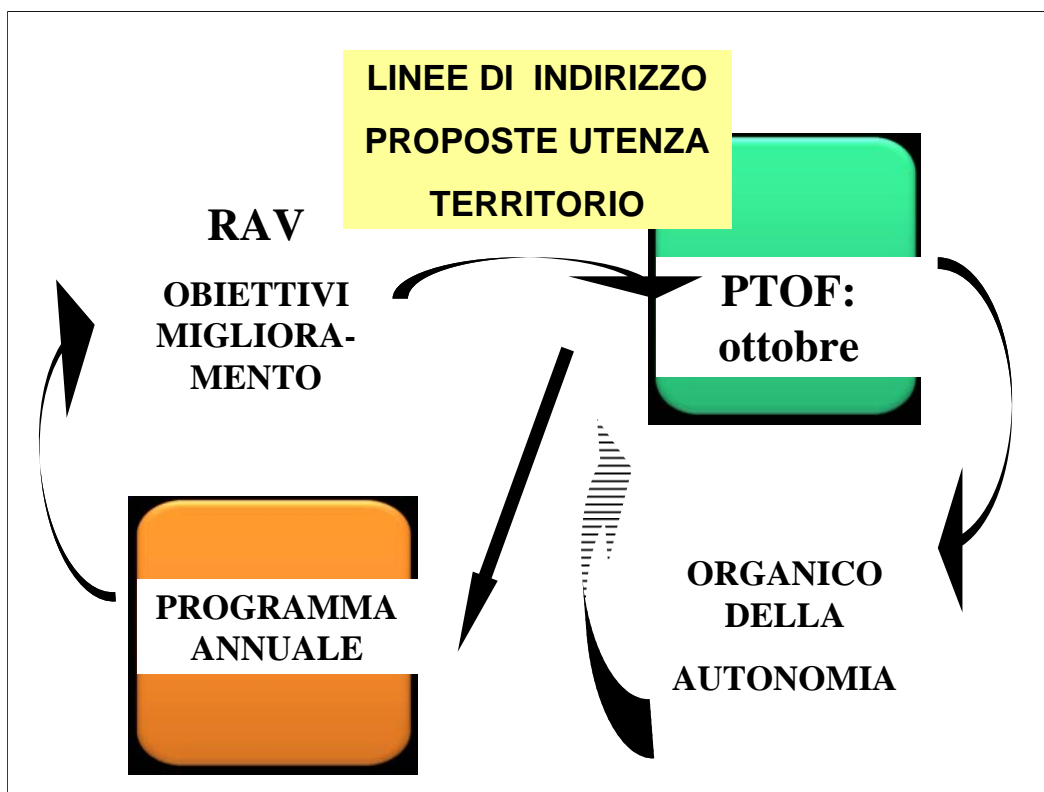 LINEE DI INDIRIZZO
PROPOSTE UTENZA
TERRITORIO
RAV
OBIETTIVI
MIGLIORA-
MENTO
PTOF:
ottobre
PROGRAMMA
ANNUALE
ORGANICO
DELLA
AUTONOMIA